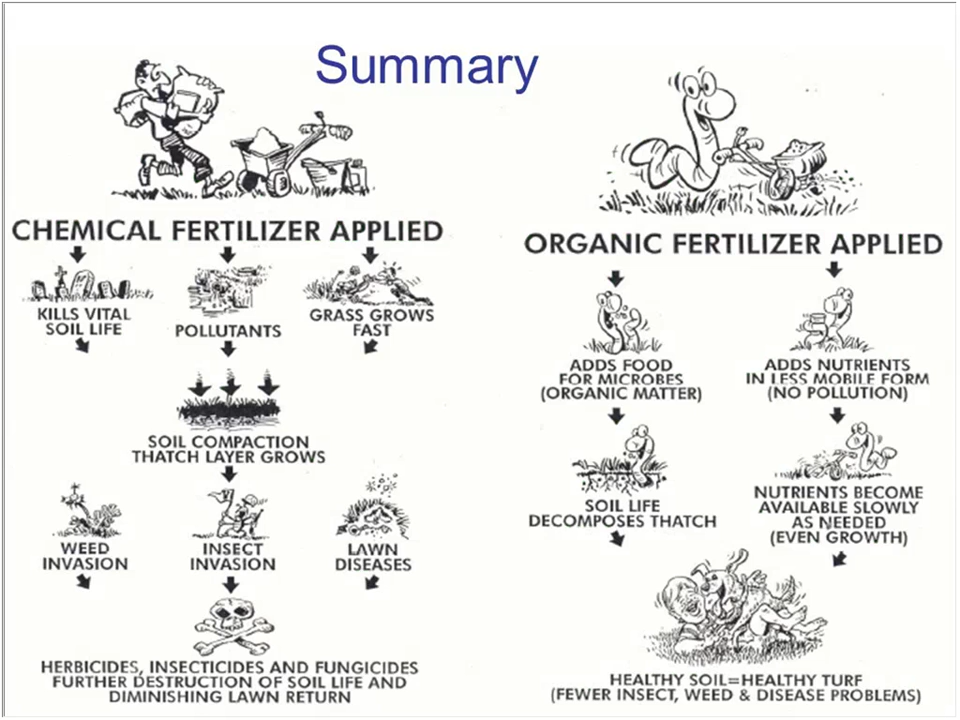 Summary
CHEMICAL FERTILIZER APPLIED
KILLS VITAL
SOIL LIFE
POLLUTANTS
GRASS GROWS
FAST
SOIL COMPACTION
THATCH LAYER GROWS
WEED
INVASION
INSECT
INVASION
LAWN
DISEASES
HERBICIDES, INSECTICIDES AND FUNGICIDES
FURTHER DESTRUCTION OF SOIL LIFE AND
DIMINISHING LAWN RETURN
ORGANIC FERTILIZER APPLIED
ADDS FOOD
FOR MICROBES
(ORGANIC MATTER)
ADDS NUTRIENTS
IN LESS MOBILE FORM
(NO POLLUTION)
SOIL LIFE
DECOMPOSES THATCH
NUTRIENTS BECOME
AVAILABLE SLOWLY
AS NEEDED
(EVEN GROWTH)
HEALTHY SOIL=HEALTHY TURF
(FEWER INSECT, WEED & DISEASE PROBLEMS)